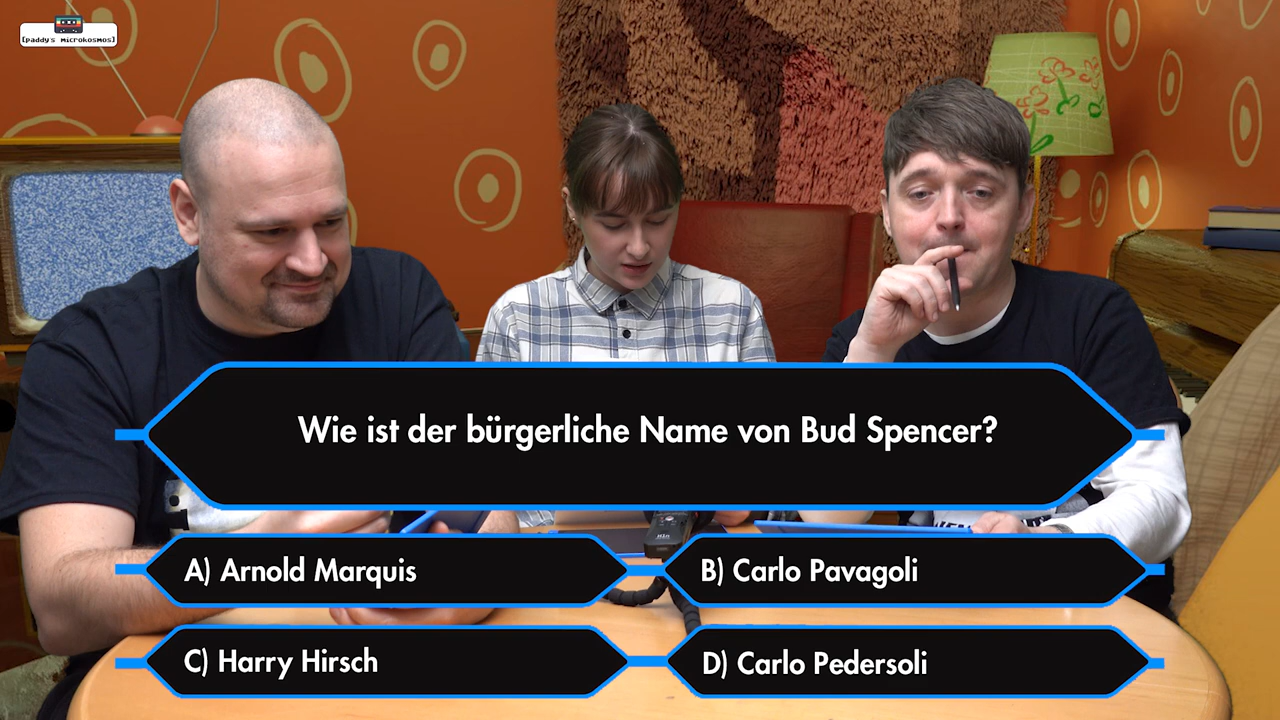 [paddy's microkosmos]
Wie ist der bürgerliche Name von Bud Spencer?
A) Arnold Marquis
B) Carlo Pavagoli
C) Harry Hirsch
D) Carlo Pedersoli